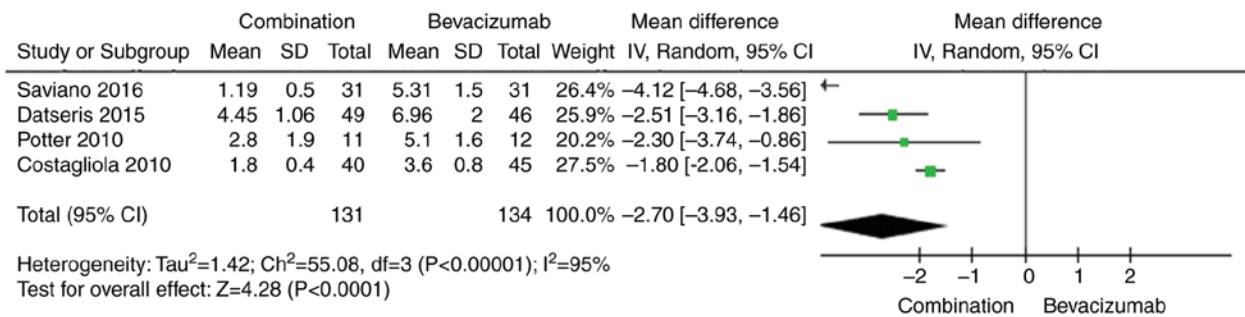 Combination Bevacizumab Mean difference Mean difference
Study or Subgroup Mean SD Total Mean SD Total Weight IV, Random, 95% CI IV, Random, 95% CI
Saviano 2016 1.19 0.5 31 5.31 1.5 31 26.4% –4.12 [–4.68, –3.56]
Datseris 2015 4.45 1.06 49 6.96 2 46 25.9% –2.51 [–3.16, –1.86]
Potter 2010 2.8 1.9 11 5.1 1.6 12 20.2% –2.30 [–3.74, –0.86]
Costagliola 2010 1.8 0.4 40 3.6 0.8 45 27.5% –1.80 [-2.06, –1.54]
Total (95% CI) 131 134 100.0% –2.70 [–3.93, –1.46]
Heterogeneity: Tau²=1.42; Ch²=55.08, df=3 (P<0.00001); I²=95%
Test for overall effect: Z=4.28 (P<0.0001)
–2 –1 0 1 2
Combination Bevacizumab